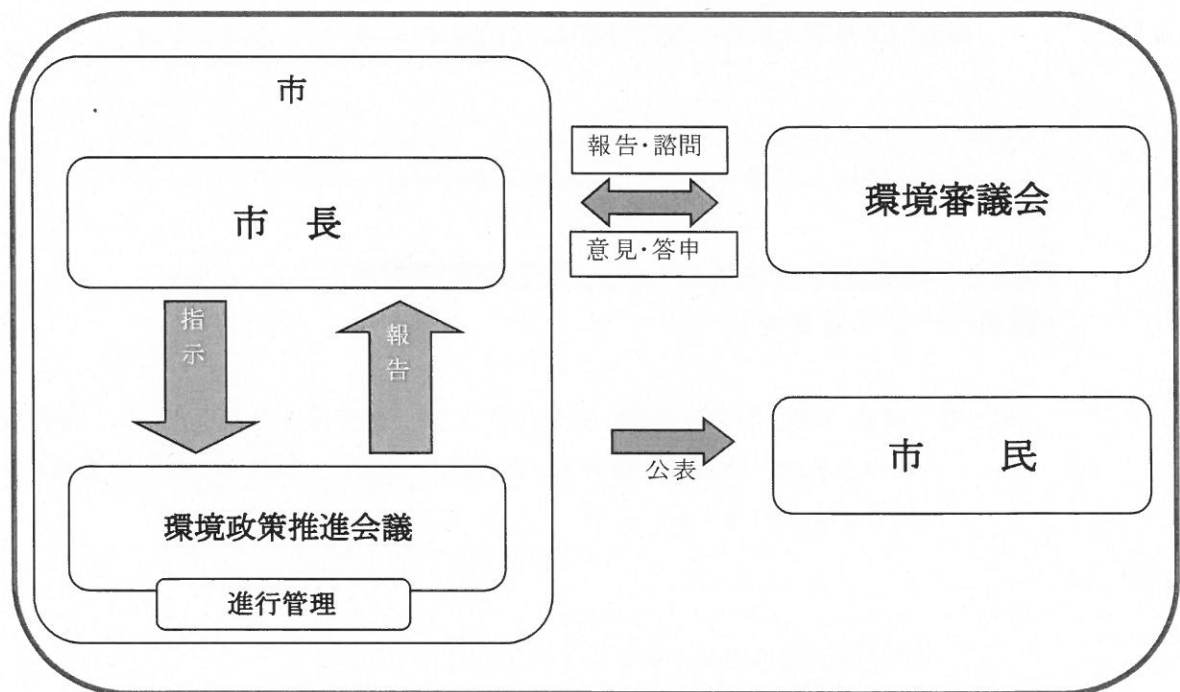 市
市 長
指示
報告
環境政策推進会議
進行管理
報告・諮問
意見・答申
環境審議会
公表
市 民